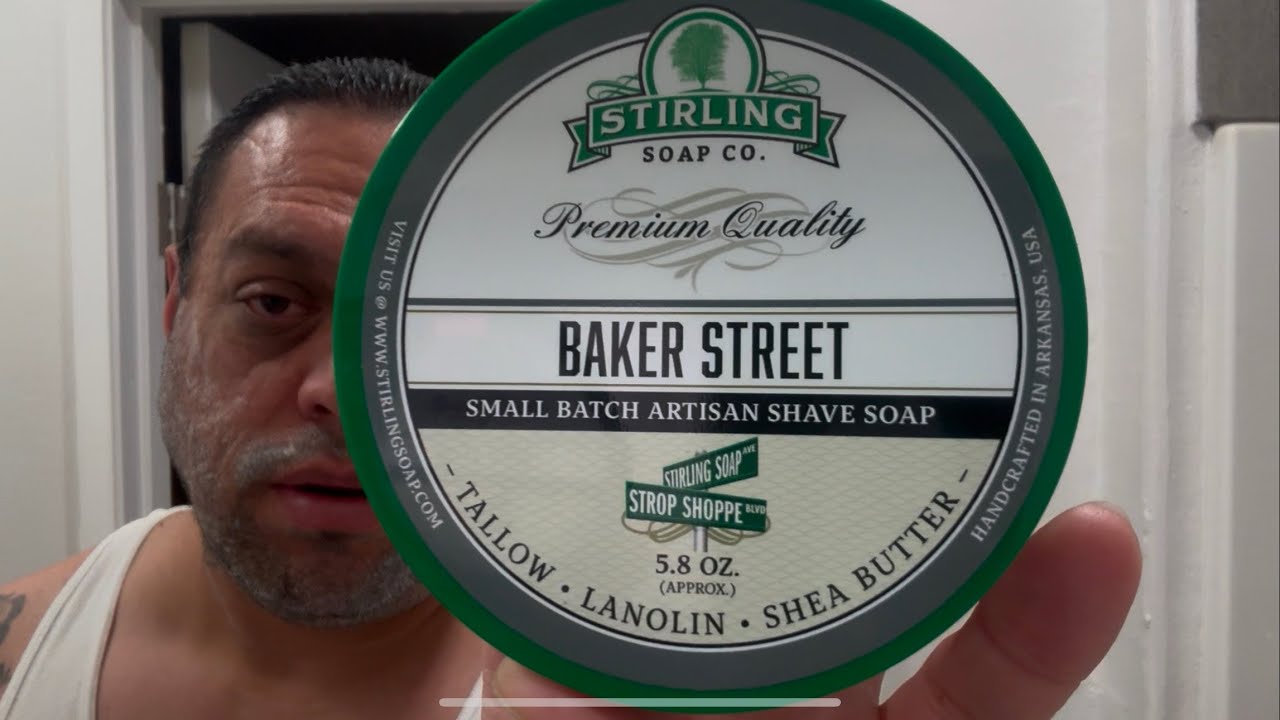 STIRLING
SOAP CO.
Premium Quality
BAKER STREET
SMALL BATCH ARTISAN SHAVE SOAP
STIRLING SOAP AVE
STROP SHOPPE BLVD
5.8 OZ.
(APPROX.)
- TALLOW • LANOLIN • SHEA BUTTER -
VISIT US @ WWW.STIRLINGSOAP.COM
HANDCRAFTED IN ARKANSAS, USA